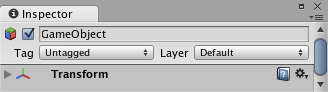 Inspector
GameObject
Tag Untagged Layer Default
Transform